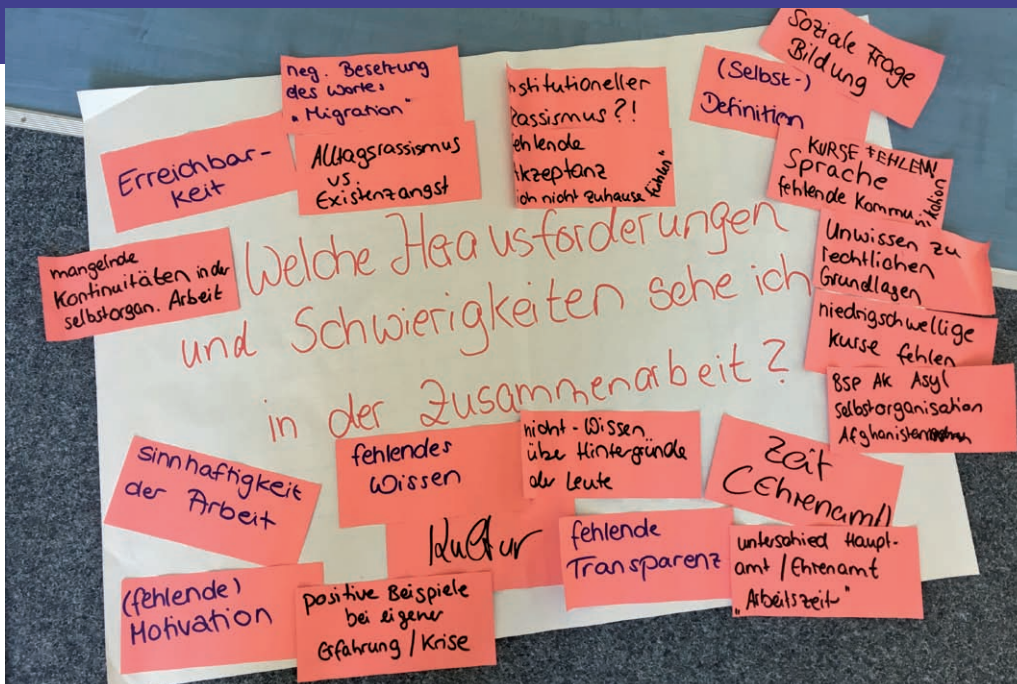 Soziale Frage
Bildung
neg. Besetzung
des Wortes
„Migration"
nstitutioneller
Rassismus?!
(Selbst-)
Definition
Erreichbar-
keit
Alltagsrassismus
vs
Existenzangst
ehlende
kzeptanz
ich nicht zuhause fühlen"
KURSE FEHLEN
Sprache
fehlende Kommunikation
mangelnde
Kontinuitäten in der
selbstorgan. Arbeit
Unwissen zu
rechtlichen
Grundlagen
Welche Herausforderungen
und Schwierigkeiten sehe ich
in der Zusammenarbeit?
niedrigschwellige
Kurse fehlen
Bsp Ak Asyl
Selbstorganisation
sinnhaftigkeit
der Arbeit
fehlendes
Wissen
nicht-Wissen
über Hintergründe
der Leute
Zeit
(Ehrenamt)
Kultur
fehlende
Transparenz
unterschied Haupt-
amt / Ehrenamt
„Arbeitszeit"
(fehlende)
Motivation
positive Beispiele
bei eigener
Erfahrung / Krise